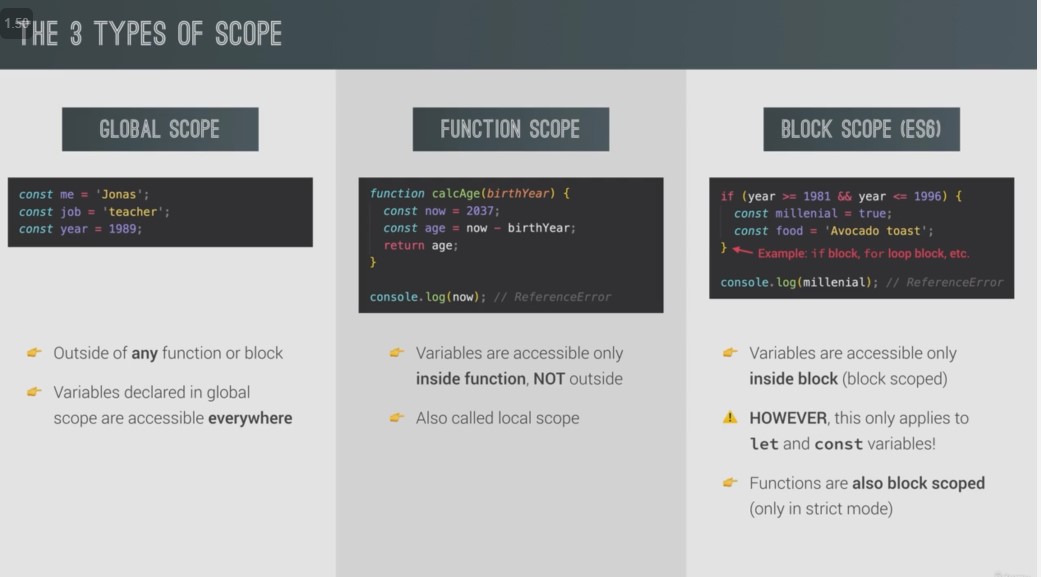 1.50
THE 3 TYPES OF SCOPE
GLOBAL SCOPE
const me = 'Jonas';
const job = 'teacher';
const year = 1989;
Outside of any function or block
Variables declared in global
scope are accessible everywhere
FUNCTION SCOPE
function calcAge(birthYear) {
const now = 2037;
const age = now - birthYear;
return age;
}
console.log(now); // ReferenceError
Variables are accessible only
inside function, NOT outside
Also called local scope
BLOCK SCOPE (ES6)
if (year >= 1981 && year <= 1996) {
const millenial = true;
const food = 'Avocado toast';
} Example: if block, for loop block, etc.
console.log(millenial); // ReferenceError
Variables are accessible only
inside block (block scoped)
HOWEVER, this only applies to
let and const variables!
Functions are also block scoped
(only in strict mode)